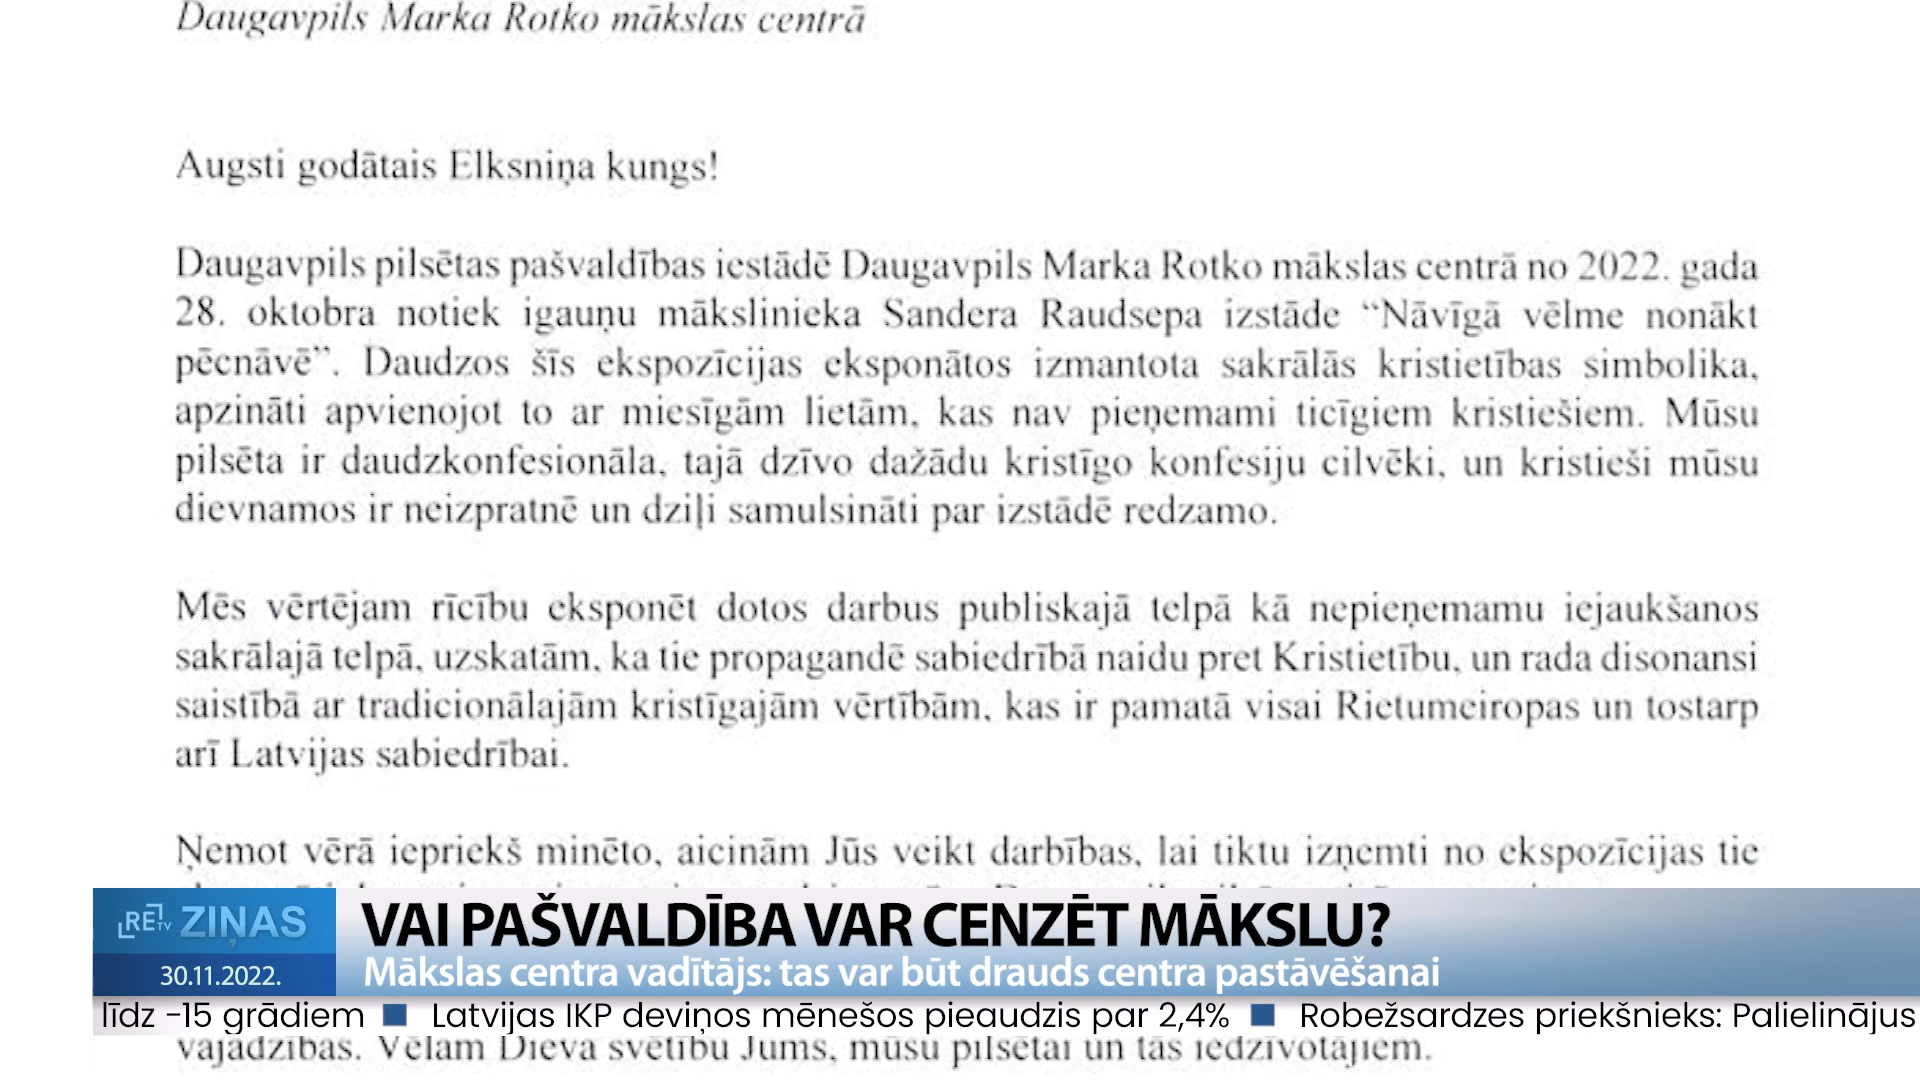 Daugavpils Marka Rotko mākslas centrā
Augsti godātais Elksniņa kungs!
Daugavpils pilsētas pašvaldības iestādē Daugavpils Marka Rotko mākslas centrā no 2022. gada
28. oktobra notiek igauņu mākslinieka Sandera Raudsepa izstāde “Nāvīgā vēlme nonākt
pēcnāvē”. Daudzos šīs ekspozīcijas eksponātos izmantota sakrālās kristietības simbolika,
apzināti apvienojot to ar miesīgām lietām, kas nav pieņemami ticīgiem kristiešiem. Mūsu
pilsēta ir daudzkonfesionāla, tajā dzīvo dažādu kristīgo konfesiju cilvēki, un kristieši mūsu
dievnamos ir neizpratnē un dziļi samulsināti par izstādē redzamo.
Mēs vērtējam rīcību eksponēt dotos darbus publiskajā telpā kā nepieņemamu iejaukšanos
sakrālajā telpā, uzskatām, ka tie propagandē sabiedrībā naidu pret Kristietību, un rada disonansi
saistībā ar tradicionālajām kristīgajām vērtībām, kas ir pamatā visai Rietumeiropas un tostarp
arī Latvijas sabiedrībai.
Ņemot vērā iepriekš minēto, aicinām Jūs veikt darbības, lai tiktu izņemti no ekspozīcijas tie
RE TV ZIŅAS
VAI PAŠVALDĪBA VAR CENZĒT MĀKSLU?
30.11.2022.
Mākslas centra vadītājs: tas var būt drauds centra pastāvēšanai
līdz -15 grādiem ■ Latvijas IKP deviņos mēnešos pieaudzis par 2,4% ■ Robežsardzes priekšnieks: Palielinājus
vajadzības. Vēlam Dieva svētību Jums, mūsu pilsētai un tās iedzīvotājiem.